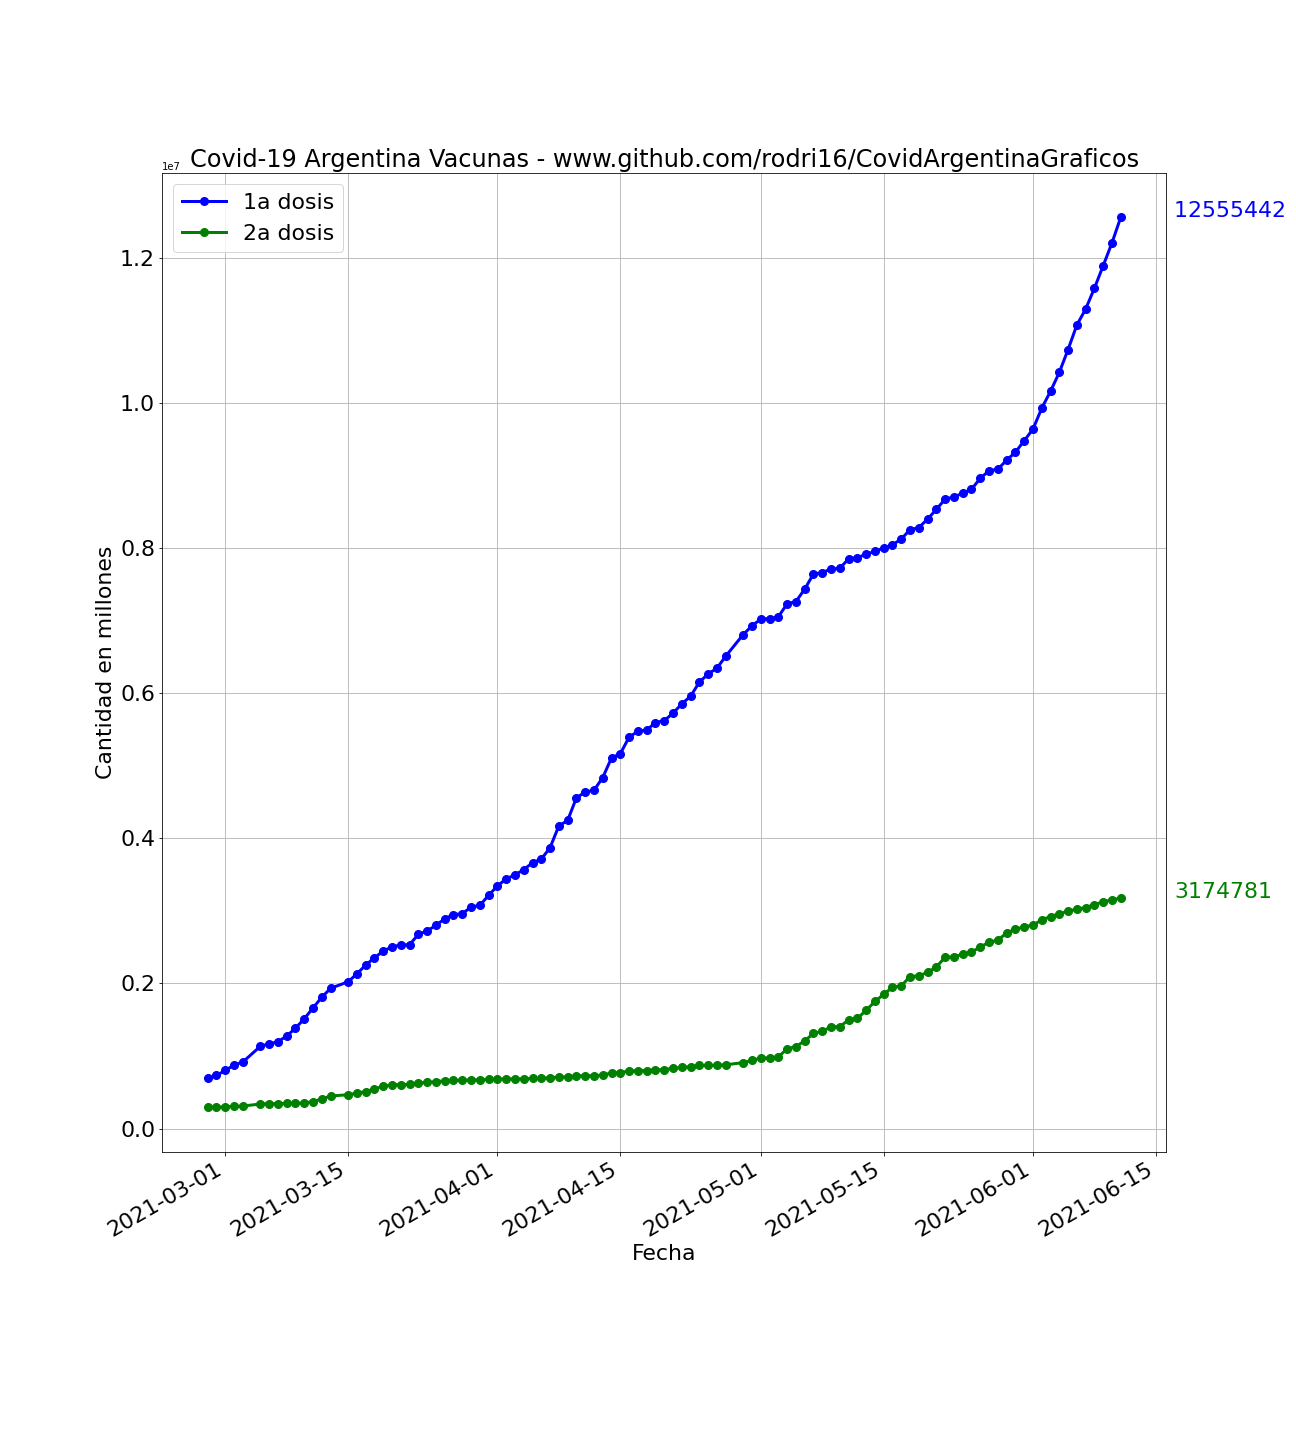 Covid-19 Argentina Vacunas - www.github.com/rodri16/CovidArgentinaGraficos
1e7
1a dosis
2a dosis
12555442
3174781
1.2
1.0
0.8
0.6
0.4
0.2
0.0
Cantidad en millones
2021-03-01
2021-03-15
2021-04-01
2021-04-15
2021-05-01
2021-05-15
2021-06-01
2021-06-15
Fecha